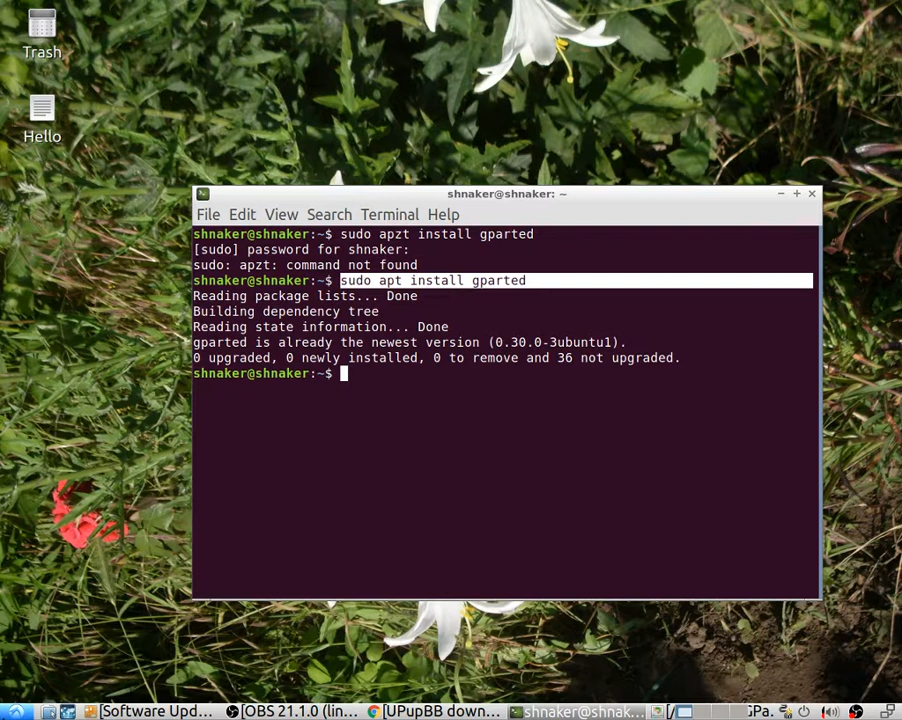 Trash
Hello
shnaker@shnaker: ~
File Edit View Search Terminal Help
shnaker@shnaker:~$ sudo apzt install gparted
[sudo] password for shnaker:
sudo: apzt: command not found
shnaker@shnaker:~$ sudo apt install gparted
Reading package lists... Done
Building dependency tree
Reading state information... Done
gparted is already the newest version (0.30.0-3ubuntu1).
0 upgraded, 0 newly installed, 0 to remove and 36 not upgraded.
shnaker@shnaker:~$
[Software Upd... [OBS 21.1.0 (lin... [UPupBB down... shnaker@shnak... [/ GPa.